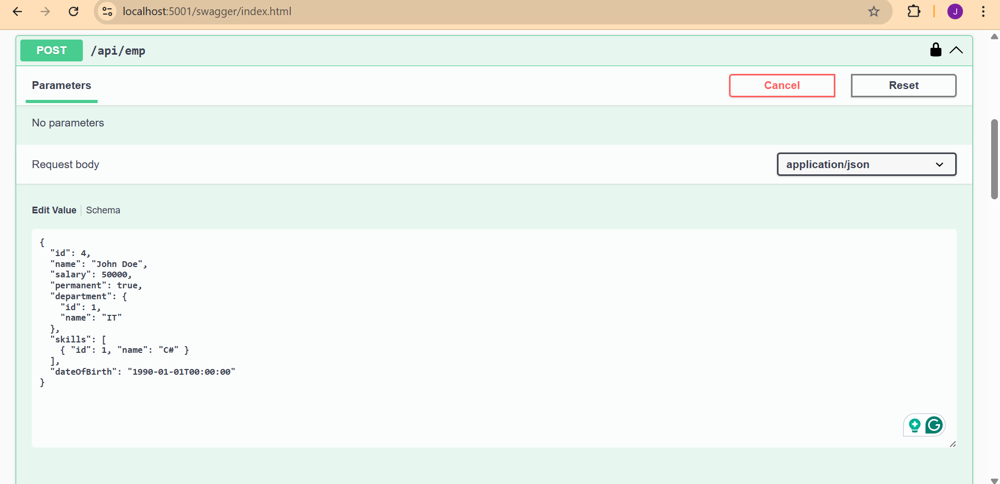 localhost:5001/swagger/index.html
J
POST /api/emp
Parameters
Cancel
Reset
No parameters
Request body
application/json
Edit Value
Schema
{
  "id": 4,
  "name": "John Doe",
  "salary": 50000,
  "permanent": true,
  "department": {
    "id": 1,
    "name": "IT"
  },
  "skills": [
    { "id": 1, "name": "C#" }
  ],
  "dateOfBirth": "1990-01-01T00:00:00"
}